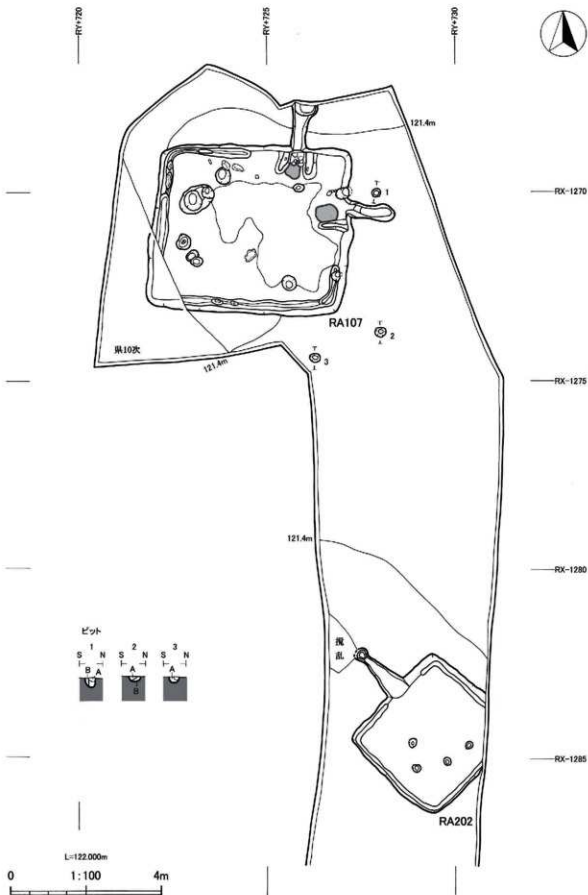 RY+720
RY+725
RY+730
121.4m
RX-1270
1
RA107
2
県10次
3
121.4m
RX-1275
121.4m
RX-1280
ピット
1 2 3
S N S N S N
B A A A
B
撹乱
RX-1285
RA202
L=122.000m
0 1:100 4m